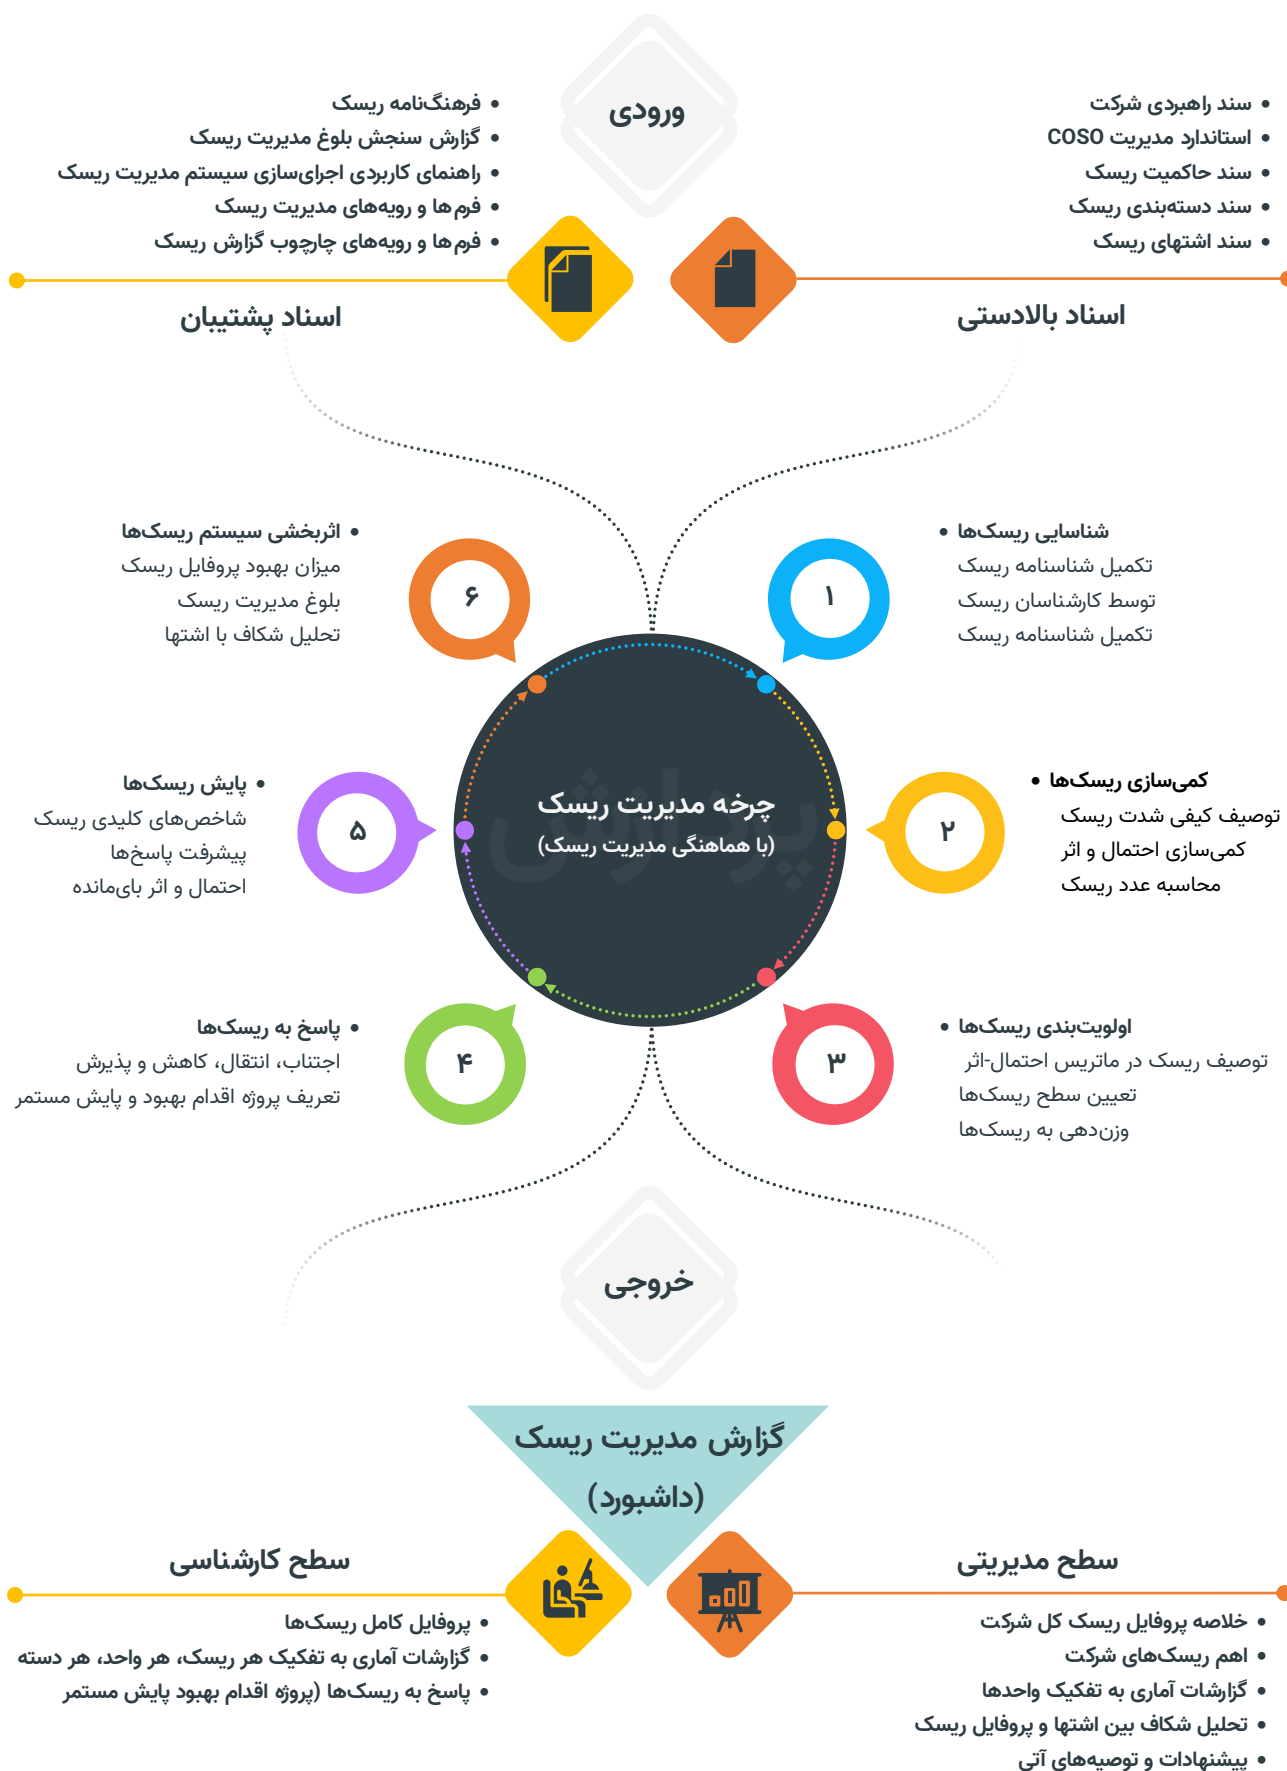 ورودی
سند راهبردی شرکت
استاندارد مدیریت COSO
سند حاکمیت ریسک
سند دسته‌بندی ریسک
سند اشتهای ریسک
اسناد بالادستی
فرهنگ‌نامه ریسک
گزارش سنجش بلوغ مدیریت ریسک
راهنمای کاربردی اجرای‌سازی سیستم مدیریت ریسک
فرم‌ها و رویه‌های مدیریت ریسک
فرم‌ها و رویه‌های چارچوب گزارش ریسک
اسناد پشتیبان
پردازش
چرخه مدیریت ریسک
(با هماهنگی مدیریت ریسک)
۱
شناسایی ریسک‌ها
تکمیل شناسنامه ریسک
توسط کارشناسان ریسک
تکمیل شناسنامه ریسک
۲
کمی‌سازی ریسک‌ها
توصیف کیفی شدت ریسک
کمی‌سازی احتمال و اثر
محاسبه عدد ریسک
۳
اولویت‌بندی ریسک‌ها
توصیف ریسک در ماتریس احتمال-اثر
تعیین سطح ریسک‌ها
وزن‌دهی به ریسک‌ها
۴
پاسخ به ریسک‌ها
اجتناب، انتقال، کاهش و پذیرش
تعریف پروژه اقدام بهبود و پایش مستمر
۵
پایش ریسک‌ها
شاخص‌های کلیدی ریسک
پیشرفت پاسخ‌ها
احتمال و اثر بای‌مانده
۶
اثربخشی سیستم ریسک‌ها
میزان بهبود پروفایل ریسک
بلوغ مدیریت ریسک
تحلیل شکاف با اشتها
خروجی
گزارش مدیریت ریسک
(داشبورد)
سطح مدیریتی
خلاصه پروفایل ریسک کل شرکت
اهم ریسک‌های شرکت
گزارشات آماری به تفکیک واحدها
تحلیل شکاف بین اشتها و پروفایل ریسک
پیشنهادات و توصیه‌های آتی
سطح کارشناسی
پروفایل کامل ریسک‌ها
گزارشات آماری به تفکیک هر ریسک، هر واحد، هر دسته
پاسخ به ریسک‌ها (پروژه اقدام بهبود پایش مستمر